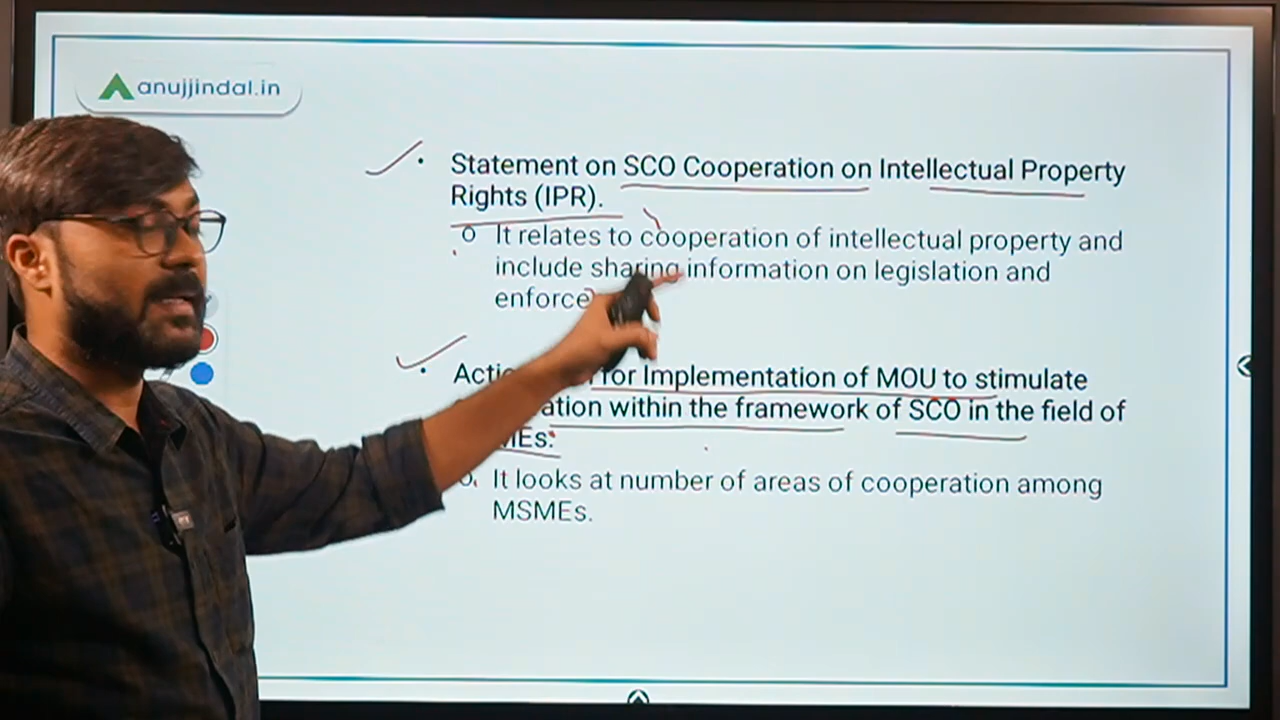 anujjindal.in
• Statement on SCO Cooperation on Intellectual Property
Rights (IPR).
o It relates to cooperation of intellectual property and
include sharing information on legislation and
enforce
• for Implementation of MOU to stimulate
within the framework of SCO in the field of
It looks at number of areas of cooperation among
MSMEs.